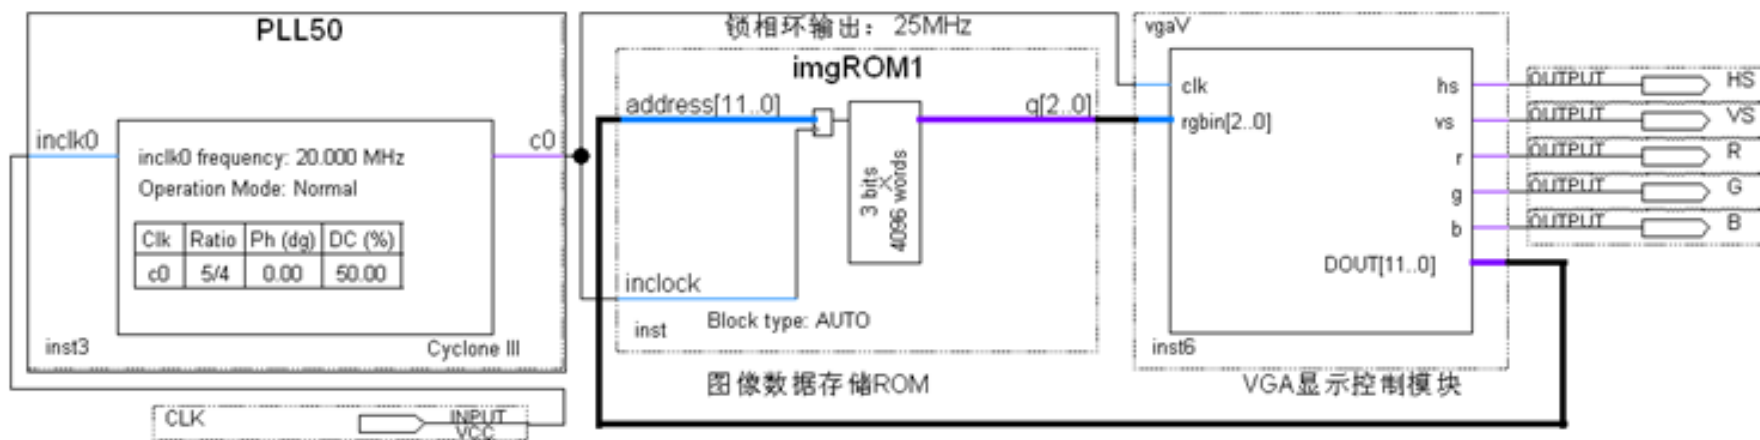 PLL50
inclk0
c0
inclk0 frequency: 20.000 MHz
Operation Mode: Normal
Clk Ratio Ph (dg) DC (%)
c0 5/4 0.00 50.00
inst3
Cyclone III
CLK
INPUT
VCC
锁相环输出：25MHz
imgROM1
address[11..0]
q[2..0]
3 bits
4096 words
inclock
inst
Block type: AUTO
图像数据存储ROM
vgaV
clk
rgbin[2..0]
hs
vs
r
g
b
DOUT[11..0]
inst6
VGA显示控制模块
OUTPUT HS
OUTPUT VS
OUTPUT R
OUTPUT G
OUTPUT B